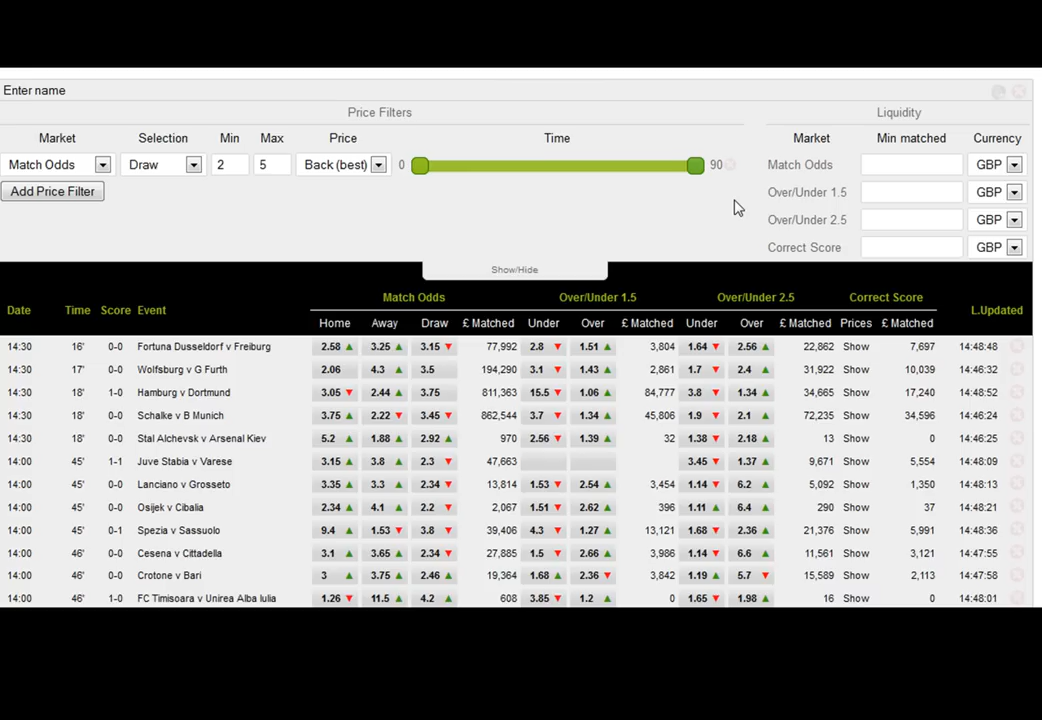 Enter name
Price Filters Liquidity
Market Selection Min Max Price Time Market Min matched Currency
Match Odds Draw 2 5 Back (best) 0 90 Match Odds GBP
Add Price Filter Over/Under 1.5 GBP
Over/Under 2.5 GBP
Correct Score GBP
Show/Hide
Match Odds Over/Under 1.5 Over/Under 2.5 Correct Score
Date Time Score Event L.Updated
Home Away Draw £ Matched Under Over £ Matched Under Over £ Matched Prices £ Matched
14:30 16' 0-0 Fortuna Dusseldorf v Freiburg 2.58 3.25 3.15 77,992 2.8 1.51 3,804 1.64 2.56 22,862 Show 7,697 14:48:48
14:30 17' 0-0 Wolfsburg v G Furth 2.06 4.3 3.5 194,290 3.1 1.43 2,861 1.7 2.4 31,922 Show 10,039 14:46:32
14:30 18' 1-0 Hamburg v Dortmund 3.05 2.44 3.75 811,363 15.5 1.06 84,777 3.8 1.34 34,665 Show 17,240 14:48:52
14:30 18' 0-0 Schalke v B Munich 3.75 2.22 3.45 862,544 3.7 1.34 45,806 1.9 2.1 72,235 Show 34,596 14:46:24
14:30 18' 0-0 Stal Alchevsk v Arsenal Kiev 5.2 1.88 2.92 970 2.56 1.39 32 1.38 2.18 13 Show 0 14:46:25
14:00 45' 1-1 Juve Stabia v Varese 3.15 3.8 2.3 47,663 3.45 1.37 9,671 Show 5,554 14:48:09
14:00 45' 0-0 Lanciano v Grosseto 3.35 3.3 2.34 13,814 1.53 2.54 3,454 1.14 6.2 5,092 Show 1,350 14:48:13
14:00 45' 0-0 Osijek v Cibalia 2.34 4.1 2.2 2,067 1.51 2.62 396 1.11 6.4 290 Show 37 14:48:21
14:00 45' 0-1 Spezia v Sassuolo 9.4 1.53 3.8 39,406 4.3 1.27 13,121 1.68 2.36 21,376 Show 5,991 14:48:36
14:00 46' 0-0 Cesena v Cittadella 3.1 3.65 2.34 27,885 1.5 2.66 3,986 1.14 6.6 11,561 Show 3,121 14:47:55
14:00 46' 0-0 Crotone v Bari 3 3.75 2.46 19,364 1.68 2.36 3,842 1.19 5.7 15,589 Show 2,113 14:47:58
14:00 46' 1-0 FC Timisoara v Unirea Alba Iulia 1.26 11.5 4.2 608 3.85 1.2 0 1.65 1.98 16 Show 0 14:48:01